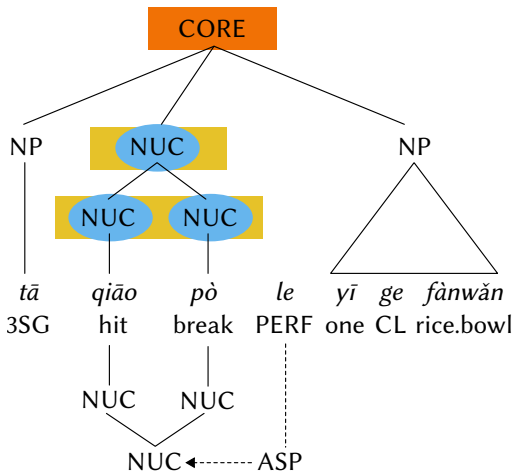 CORE
NP NUC NP
NUC NUC
tā qiāo pò le yī ge fànwǎn
3SG hit break PERF one CL rice.bowl
NUC NUC
NUC ASP